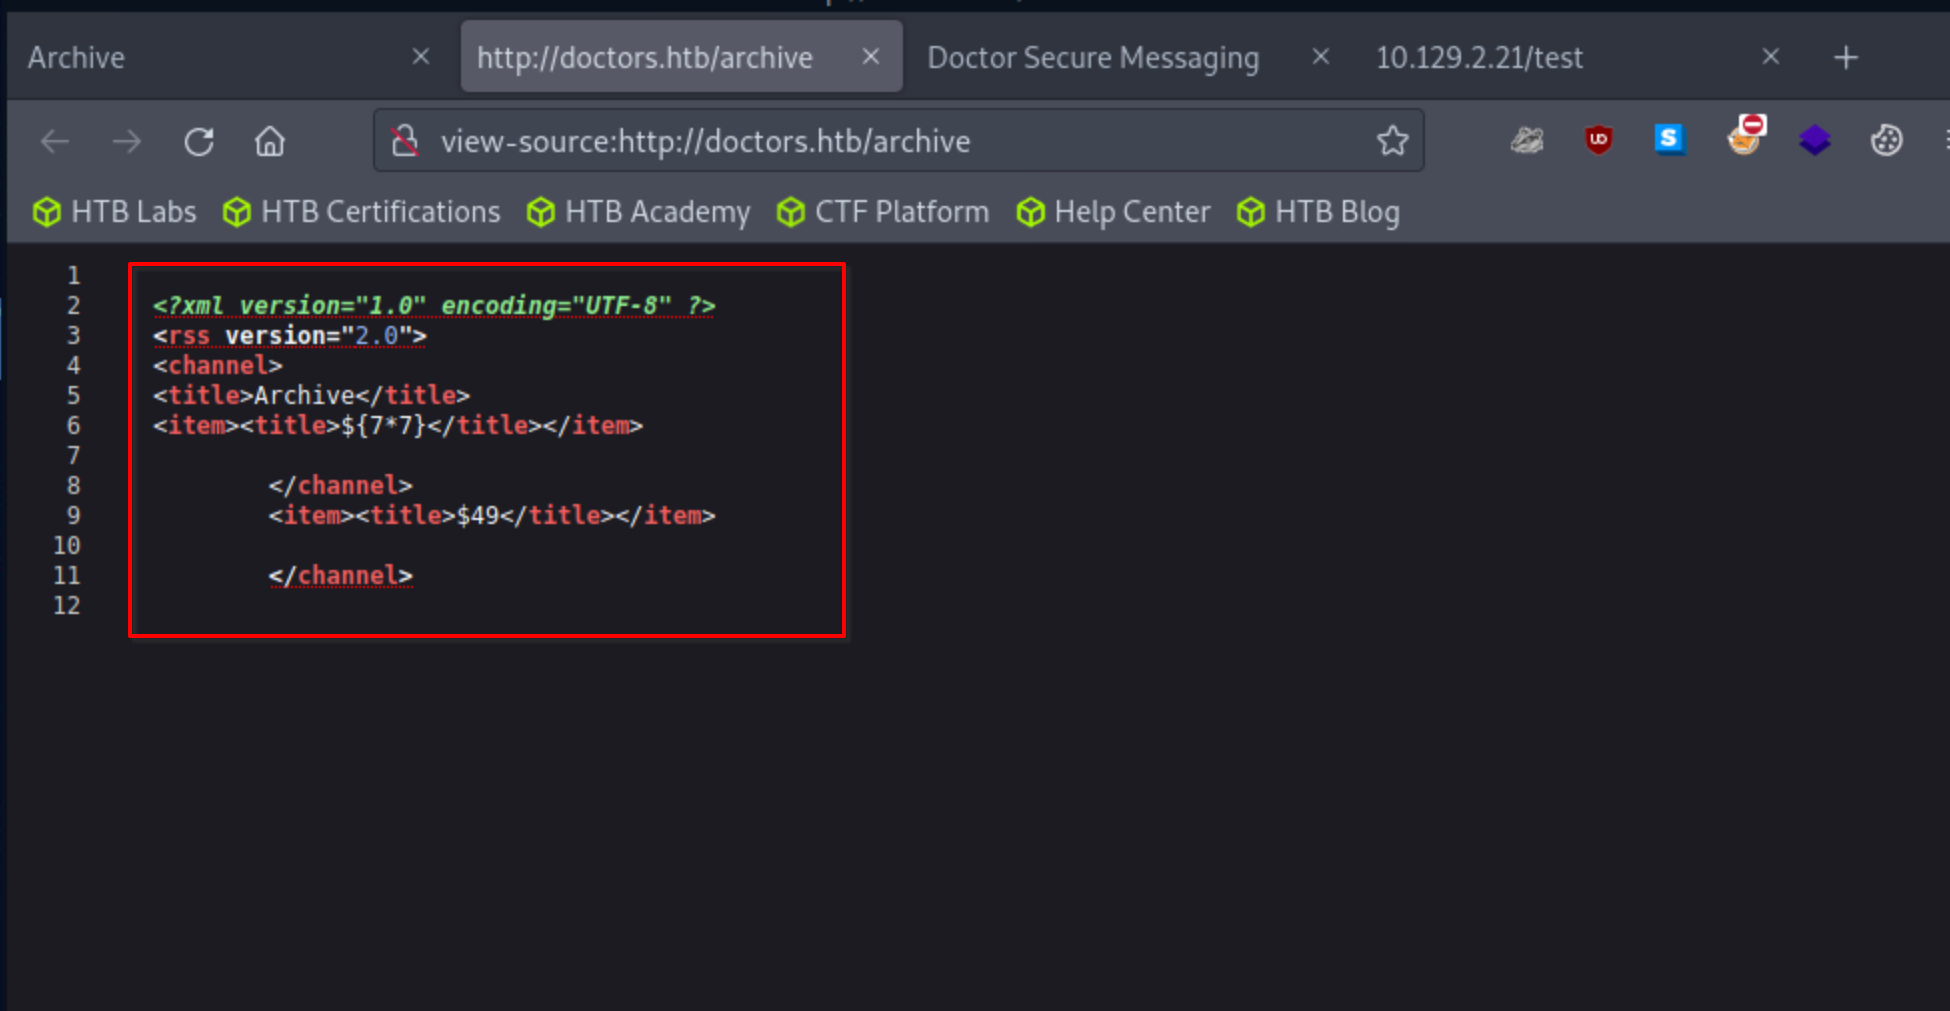 Archive × http://doctors.htb/archive × Doctor Secure Messaging × 10.129.2.21/test × +
view-source:http://doctors.htb/archive
HTB Labs HTB Certifications HTB Academy CTF Platform Help Center HTB Blog
1
2 <?xml version="1.0" encoding="UTF-8" ?>
3 <rss version="2.0">
4 <channel>
5 <title>Archive</title>
6 <item><title>${7*7}</title></item>
7
8 </channel>
9 <item><title>$49</title></item>
10
11 </channel>
12